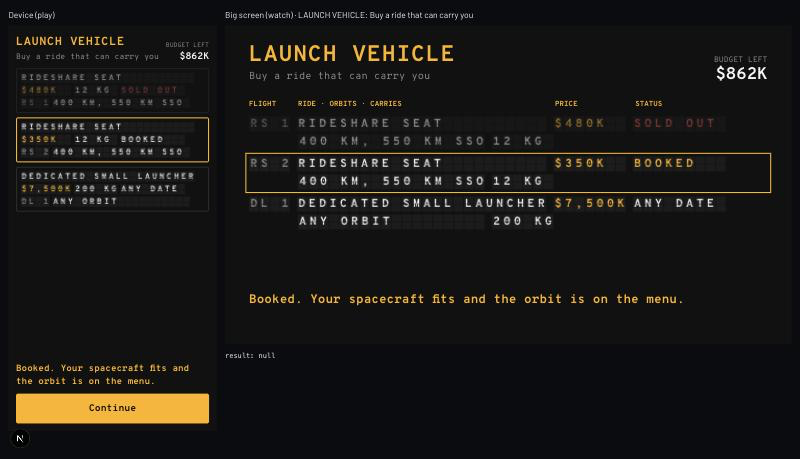 Device (play)
LAUNCH VEHICLE
Buy a ride that can carry you
BUDGET LEFT
$862K
RIDESHARE SEAT
$480K 12 KG SOLD OUT
RS 1 400 KM, 550 KM SSO
RIDESHARE SEAT
$350K 12 KG BOOKED
RS 2 400 KM, 550 KM SSO
DEDICATED SMALL LAUNCHER
$7,500K 200 KG ANY DATE
DL 1 ANY ORBIT
Booked. Your spacecraft fits and
the orbit is on the menu.
Continue
N
Big screen (watch) · LAUNCH VEHICLE: Buy a ride that can carry you
LAUNCH VEHICLE
Buy a ride that can carry you
BUDGET LEFT
$862K
FLIGHT RIDE · ORBITS · CARRIES PRICE STATUS
RS 1 RIDESHARE SEAT $480K SOLD OUT
400 KM, 550 KM SSO 12 KG
RS 2 RIDESHARE SEAT $350K BOOKED
400 KM, 550 KM SSO 12 KG
DL 1 DEDICATED SMALL LAUNCHER $7,500K ANY DATE
ANY ORBIT 200 KG
Booked. Your spacecraft fits and the orbit is on the menu.
result: null